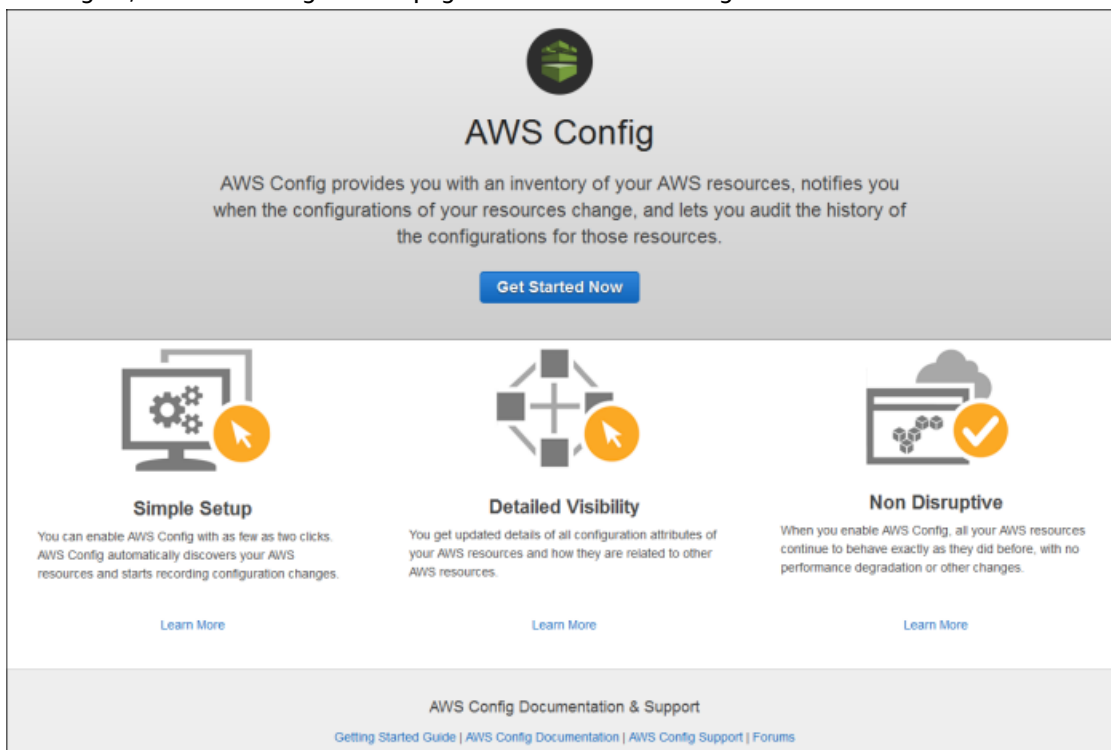 AWS Config
AWS Config provides you with an inventory of your AWS resources, notifies you
when the configurations of your resources change, and lets you audit the history of
the configurations for those resources.
Get Started Now
Simple Setup
You can enable AWS Config with as few as two clicks.
AWS Config automatically discovers your AWS
resources and starts recording configuration changes.
Learn More
Detailed Visibility
You get updated details of all configuration attributes of
your AWS resources and how they are related to other
AWS resources.
Learn More
Non Disruptive
When you enable AWS Config, all your AWS resources
continue to behave exactly as they did before, with no
performance degradation or other changes.
Learn More
AWS Config Documentation & Support
Getting Started Guide | AWS Config Documentation | AWS Config Support | Forums